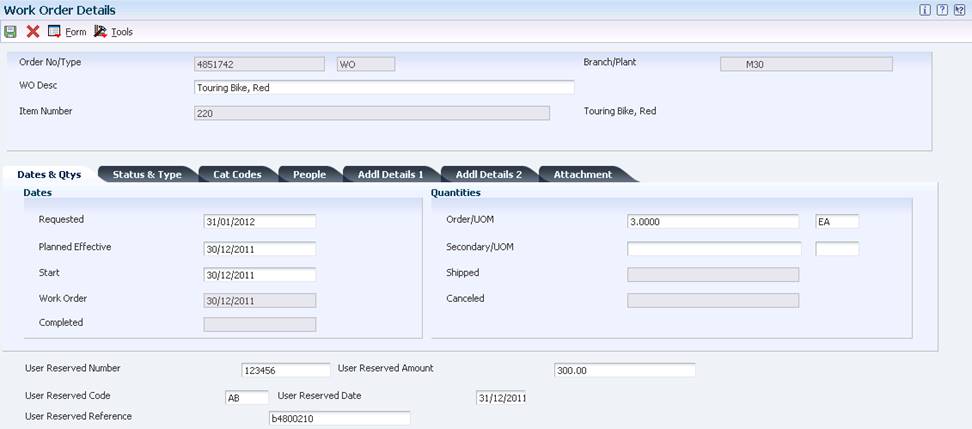 Work Order Details
Form Tools
Order No/Type 4851742 WO Branch/Plant M30
WO Desc Touring Bike, Red
Item Number 220 Touring Bike, Red
Dates & Qtys Status & Type Cat Codes People Addl Details 1 Addl Details 2 Attachment
Dates Quantities
Requested 31/01/2012 Order/UOM 3.0000 EA
Planned Effective 30/12/2011 Secondary/UOM
Start 30/12/2011 Shipped
Work Order 30/12/2011 Canceled
Completed
User Reserved Number 123456 User Reserved Amount 300.00
User Reserved Code AB User Reserved Date 31/12/2011
User Reserved Reference b4800210